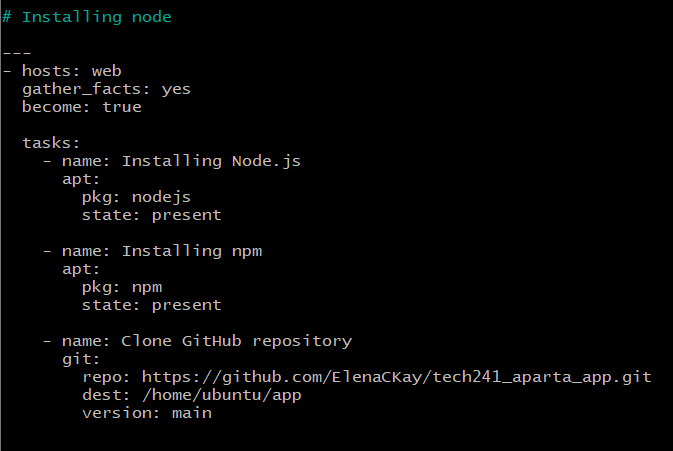 # Installing node
---
- hosts: web
  gather_facts: yes
  become: true
  tasks:
    - name: Installing Node.js
      apt:
        pkg: nodejs
        state: present
    - name: Installing npm
      apt:
        pkg: npm
        state: present
    - name: Clone GitHub repository
      git:
        repo: https://github.com/ElenaCKay/tech241_aparta_app.git
        dest: /home/ubuntu/app
        version: main